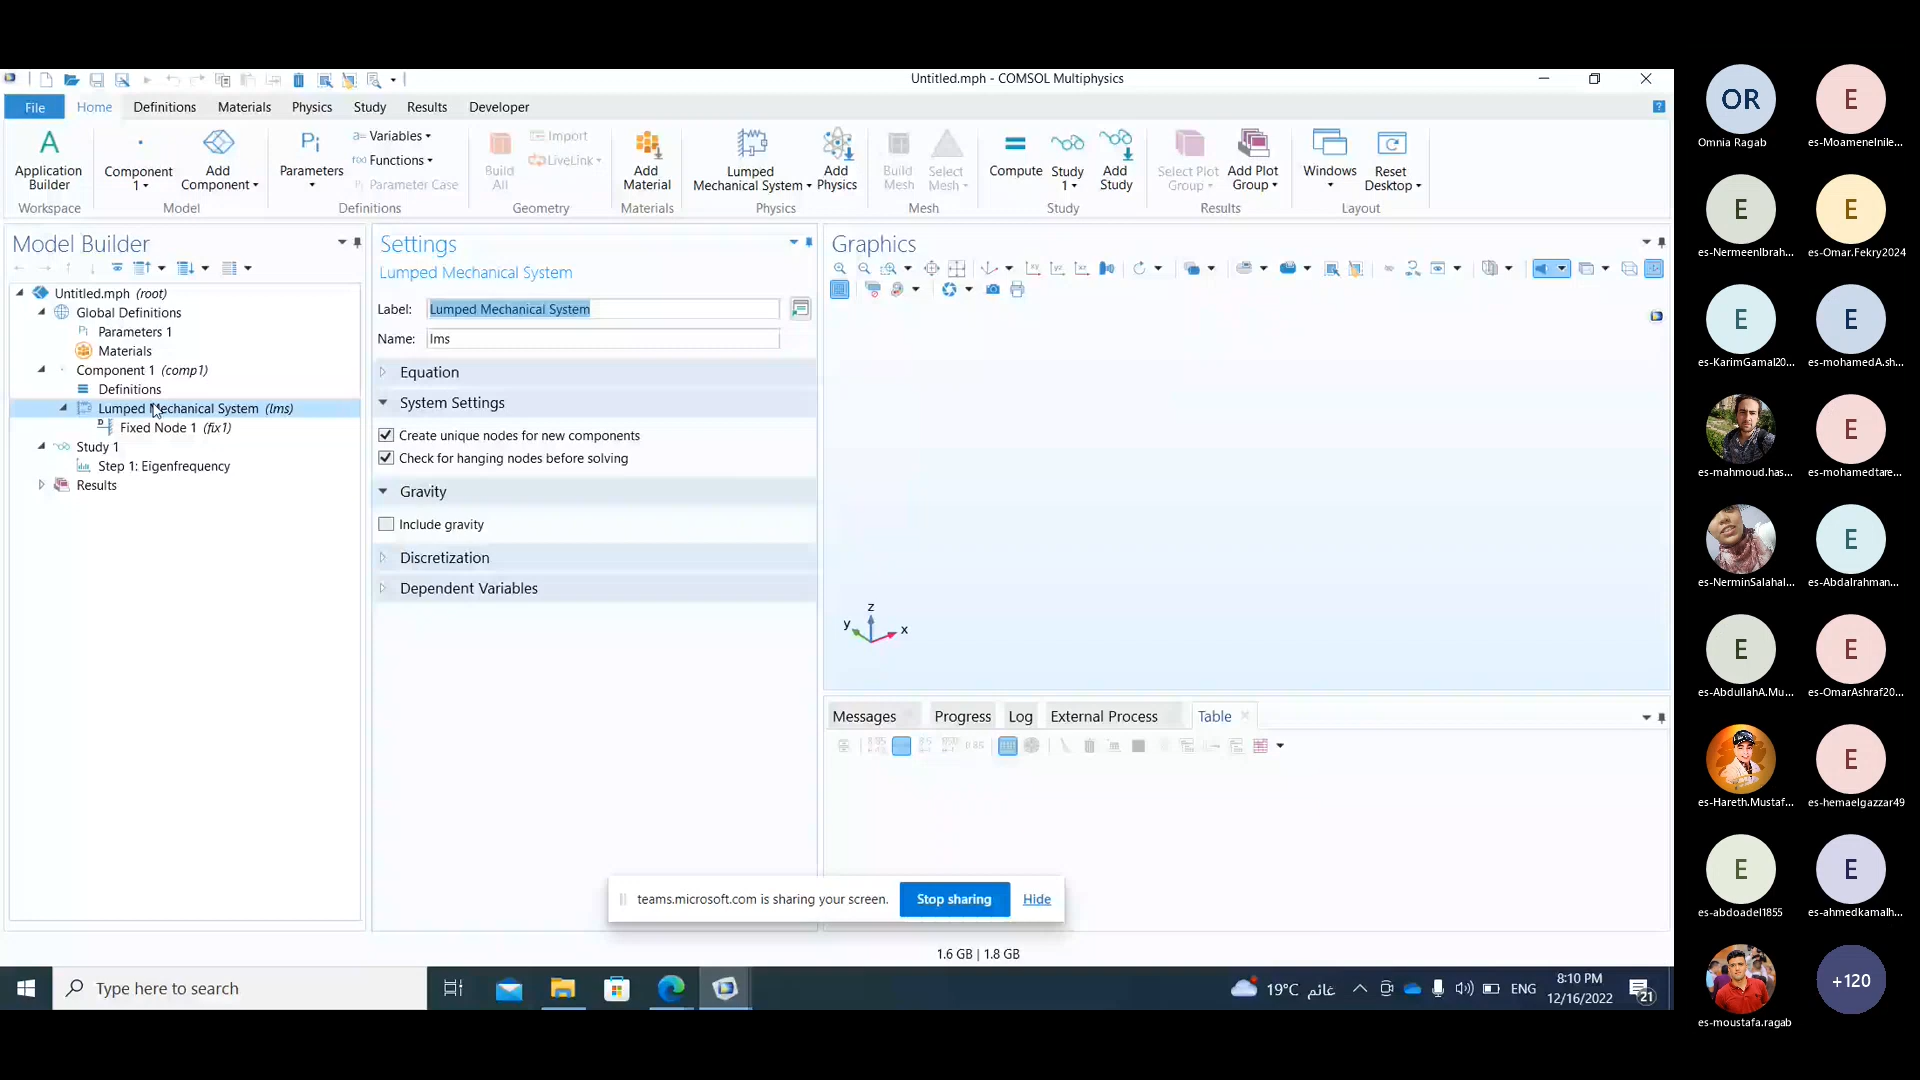 Untitled.mph - COMSOL Multiphysics
File Home Definitions Materials Physics Study Results Developer
Application Builder
Component 1
Add Component
Pi
Parameters
a= Variables
f(x) Functions
Pi Parameter Case
Build All
Import
LiveLink
Add Material
Lumped Mechanical System
Add Physics
Build Mesh
Select Mesh
Compute
Study 1
Add Study
Select Plot Group
Add Plot Group
Windows
Reset Desktop
Workspace Model Definitions Geometry Materials Physics Mesh Study Results Layout
Model Builder
Untitled.mph (root)
Global Definitions
Pi Parameters 1
Materials
Component 1 (comp1)
Definitions
Lumped Mechanical System (lms)
D Fixed Node 1 (fix1)
Study 1
Step 1: Eigenfrequency
Results
Settings
Lumped Mechanical System
Label: Lumped Mechanical System
Name: lms
Equation
System Settings
Create unique nodes for new components
Check for hanging nodes before solving
Gravity
Include gravity
Discretization
Dependent Variables
Graphics
z
y
x
Messages Progress Log External Process Table
teams.microsoft.com is sharing your screen. Stop sharing Hide
1.6 GB | 1.8 GB
Type here to search
19°C غائم
ENG
8:10 PM
12/16/2022
21
OR
Omnia Ragab
E
es-Moamenelnile...
E
es-NermeenIbrah...
E
es-Omar.Fekry2024
E
es-KarimGamal20...
E
es-mohamedA.sh...
es-mahmoud.has...
E
es-mohamedtare...
es-NerminSalahal...
E
es-Abdalrahman...
E
es-AbdullahA.Mu...
E
es-OmarAshraf20...
es-Hareth.Mustaf...
E
es-hemaelgazzar49
E
es-abdoadel1855
E
es-ahmedkamalh...
es-moustafa.ragab
+120